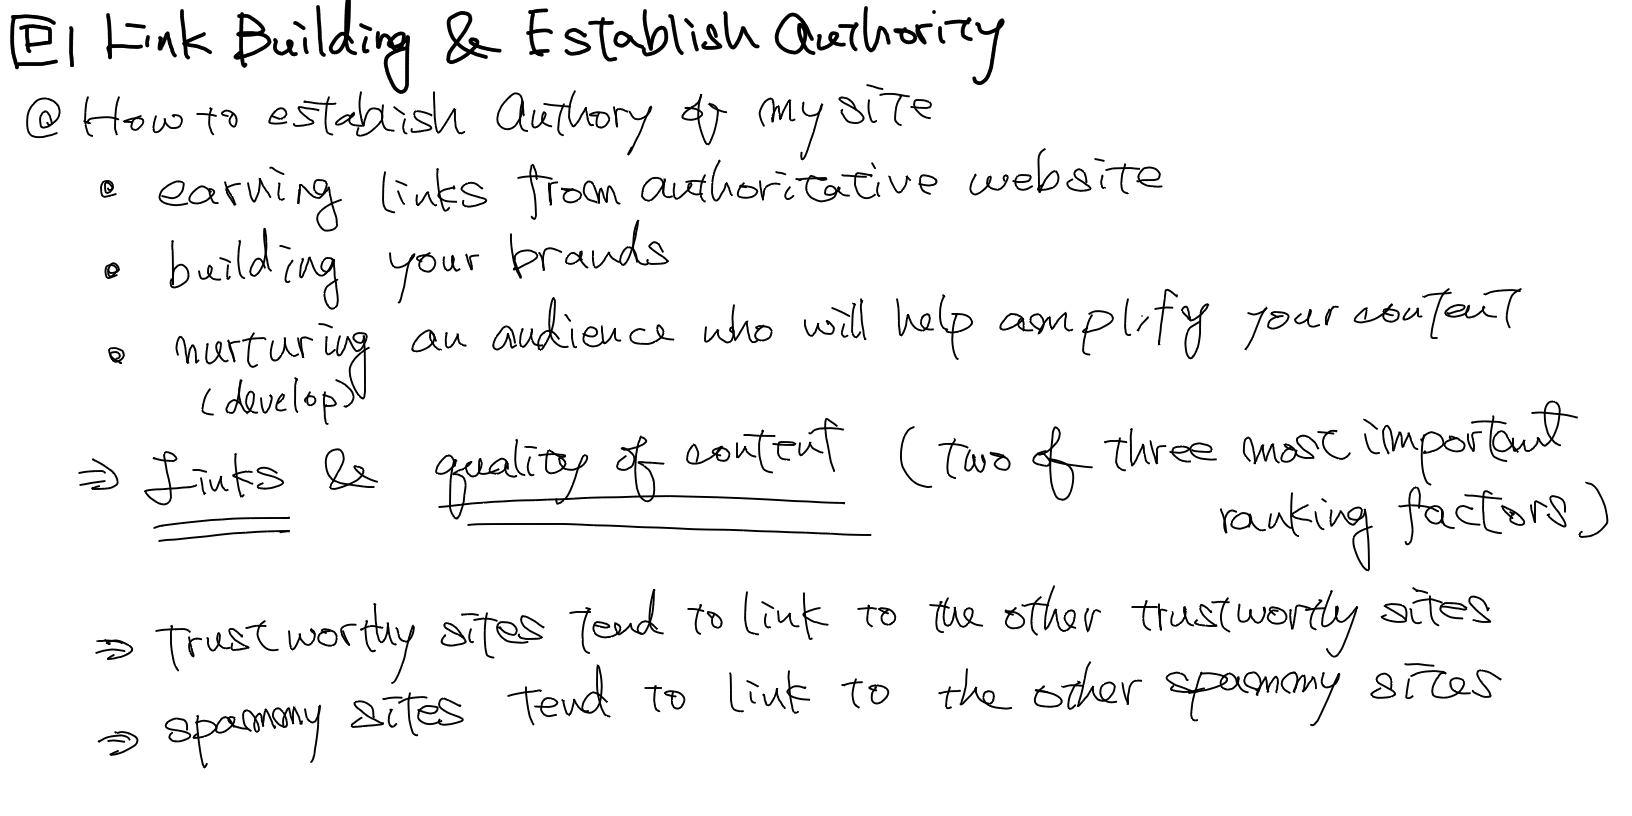 回1 Link Building & Establish Authority
@ How to establish Authory of my site
• earning links from authoritative website
• building your brands
• nurturing an audience who will help amplify your content
(develop)
⇒ Links & quality of content (two of three most important
ranking factors)
⇒ Trustworthy sites tend to link to the other trustwortly sites
⇒ spammy sites tend to link to the other spammy sites